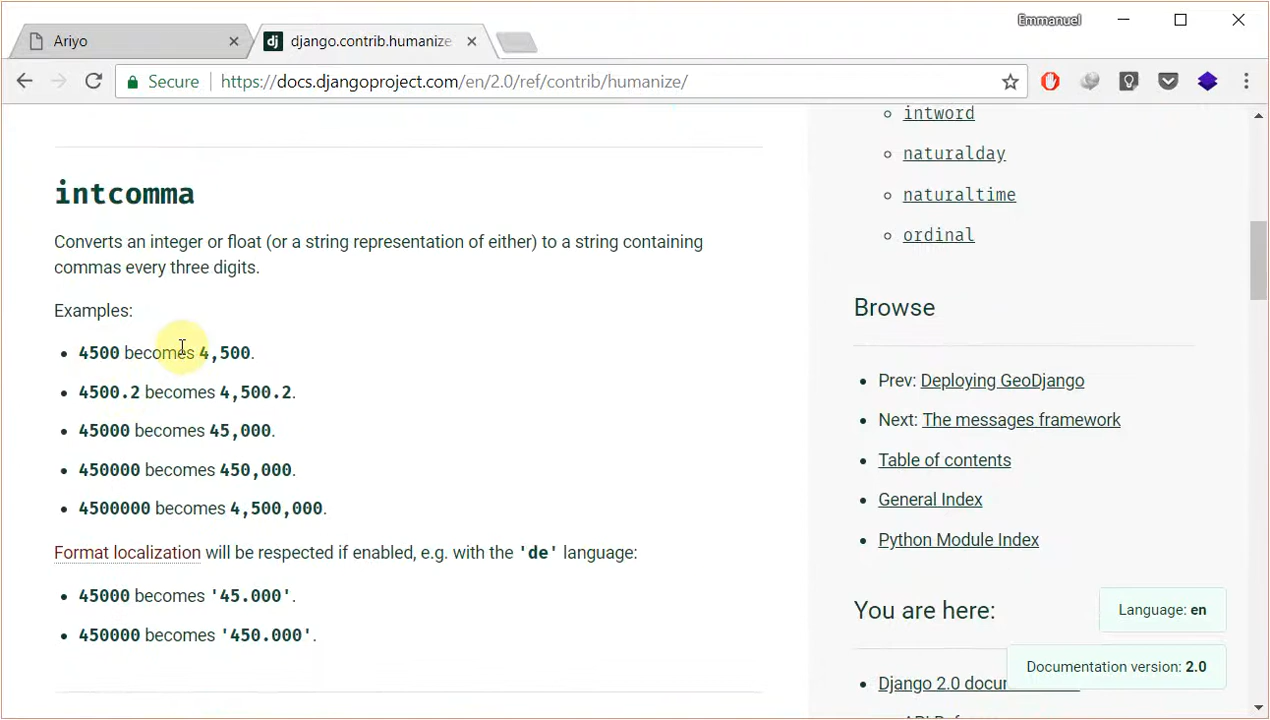 Emmanuel
Ariyo
django.contrib.humanize
Secure
https://docs.djangoproject.com/en/2.0/ref/contrib/humanize/
intcomma
Converts an integer or float (or a string representation of either) to a string containing
commas every three digits.
Examples:
4500 becomes 4,500.
4500.2 becomes 4,500.2.
45000 becomes 45,000.
450000 becomes 450,000.
4500000 becomes 4,500,000.
Format localization will be respected if enabled, e.g. with the 'de' language:
45000 becomes '45.000'.
450000 becomes '450.000'.
intword
naturalday
naturaltime
ordinal
Browse
Prev: Deploying GeoDjango
Next: The messages framework
Table of contents
General Index
Python Module Index
You are here:
Language: en
Documentation version: 2.0
Django 2.0